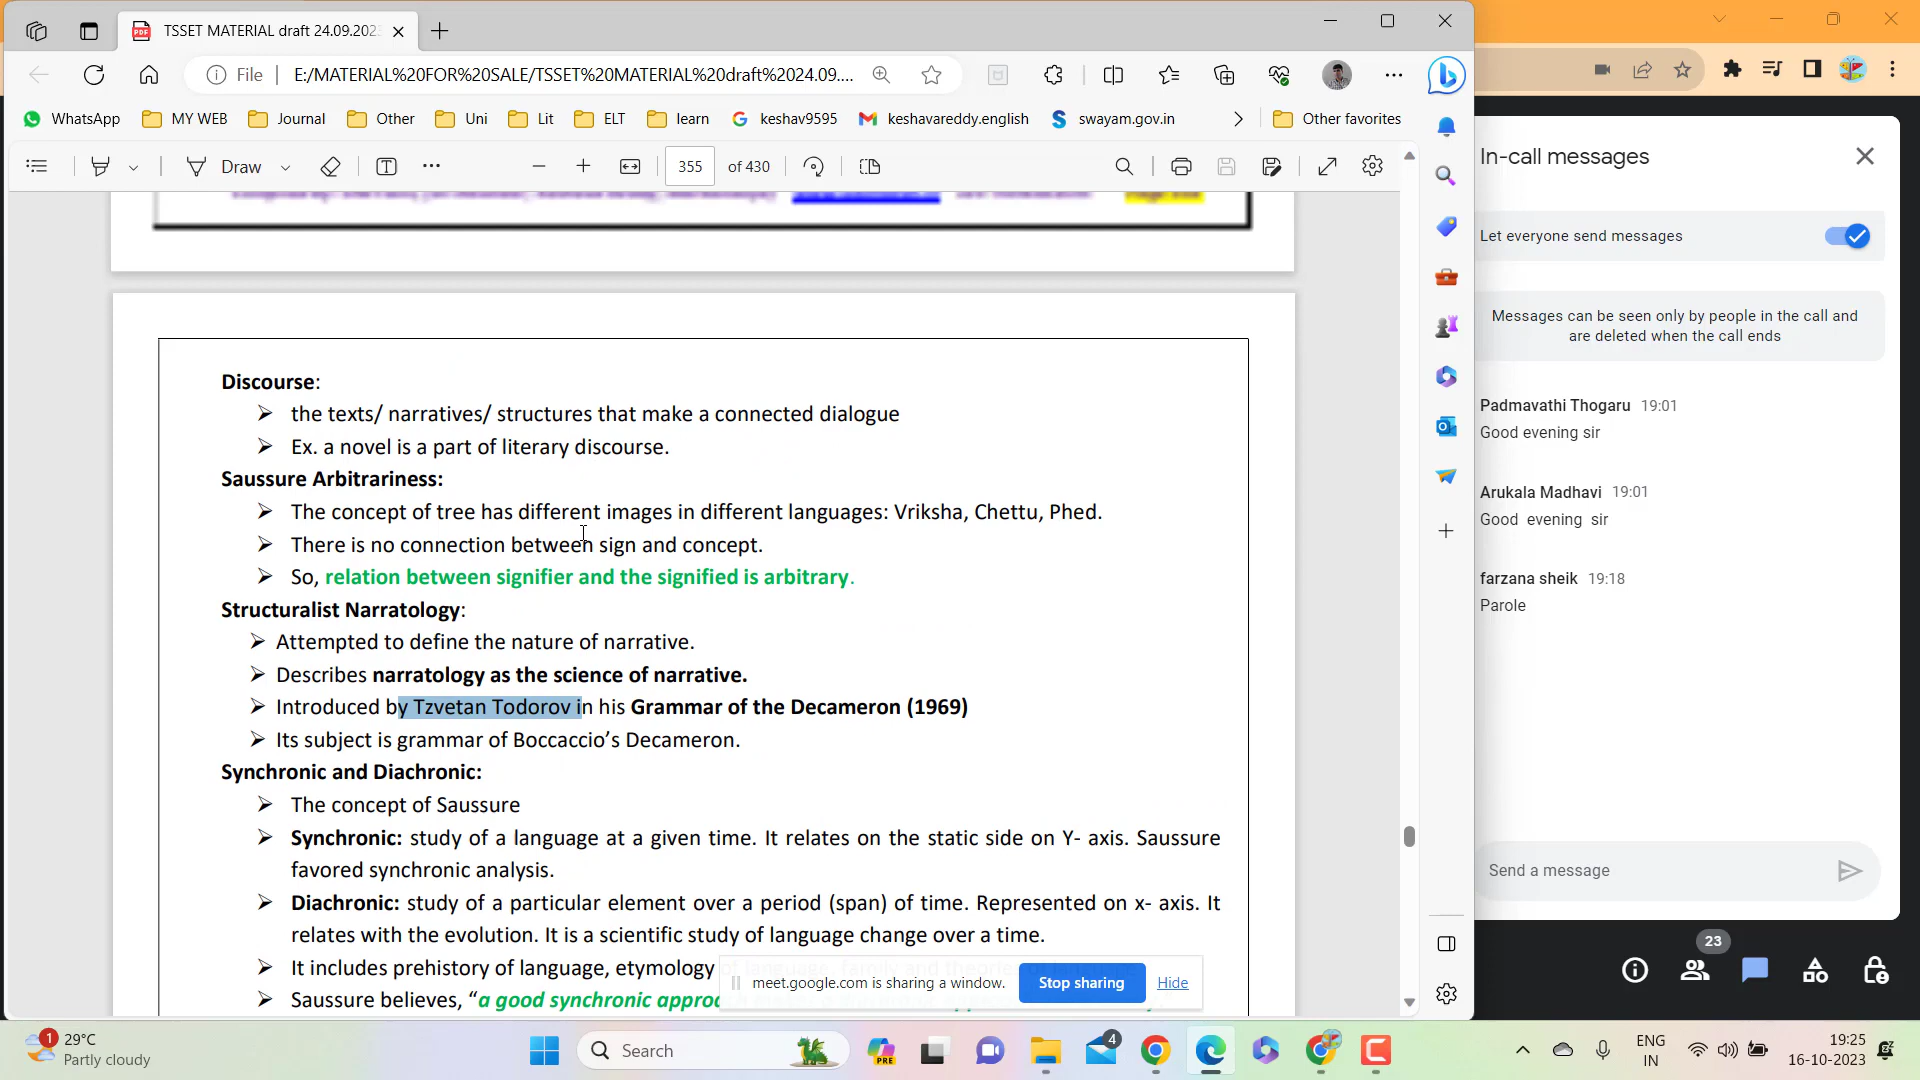 TSSET MATERIAL draft 24.09.202
File
E:/MATERIAL%20FOR%20SALE/TSSET%20MATERIAL%20draft%2024.09....
WhatsApp
MY WEB
Journal
Other
Uni
Lit
ELT
learn
keshav9595
keshavareddy.english
swayam.gov.in
Other favorites
Draw
355
of 430
Discourse:
➢ the texts/ narratives/ structures that make a connected dialogue
➢ Ex. a novel is a part of literary discourse.
Saussure Arbitrariness:
➢ The concept of tree has different images in different languages: Vriksha, Chettu, Phed.
➢ There is no connection between sign and concept.
➢ So, relation between signifier and the signified is arbitrary.
Structuralist Narratology:
➢ Attempted to define the nature of narrative.
➢ Describes narratology as the science of narrative.
➢ Introduced by Tzvetan Todorov in his Grammar of the Decameron (1969)
➢ Its subject is grammar of Boccaccio’s Decameron.
Synchronic and Diachronic:
➢ The concept of Saussure
➢ Synchronic: study of a language at a given time. It relates on the static side on Y- axis. Saussure
favored synchronic analysis.
➢ Diachronic: study of a particular element over a period (span) of time. Represented on x- axis. It
relates with the evolution. It is a scientific study of language change over a time.
➢ It includes prehistory of language, etymology
➢ Saussure believes, “a good synchronic
meet.google.com is sharing a window.
Stop sharing
Hide
In-call messages
Let everyone send messages
Messages can be seen only by people in the call and
are deleted when the call ends
Padmavathi Thogaru 19:01
Good evening sir
Arukala Madhavi 19:01
Good evening sir
farzana sheik 19:18
Parole
Send a message
23
1
29°C
Partly cloudy
Search
PRE
4
ENG
IN
19:25
16-10-2023